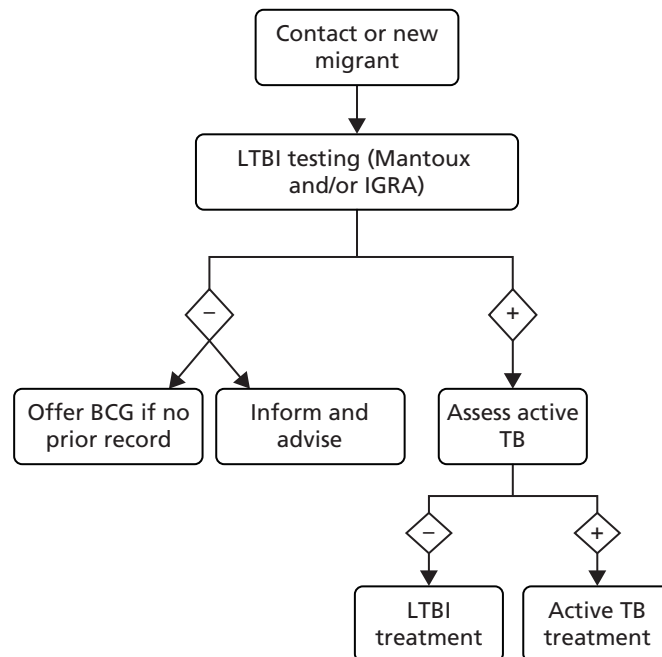 Contact or new
migrant
LTBI testing (Mantoux
and/or IGRA)
−
+
Offer BCG if no
prior record
Inform and
advise
Assess active
TB
−
+
LTBI
treatment
Active TB
treatment